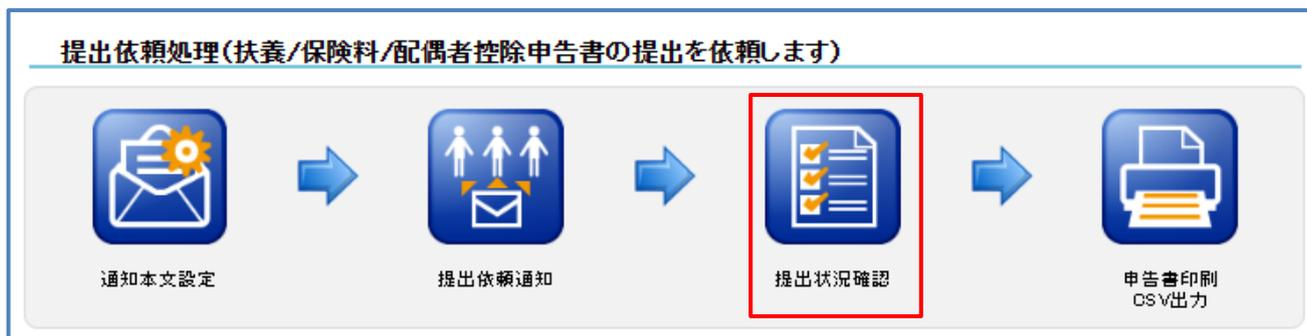 提出依頼処理(扶養/保険料/配偶者控除申告書の提出を依頼します)
通知本文設定
提出依頼通知
提出状況確認
申告書印刷
CSV出力